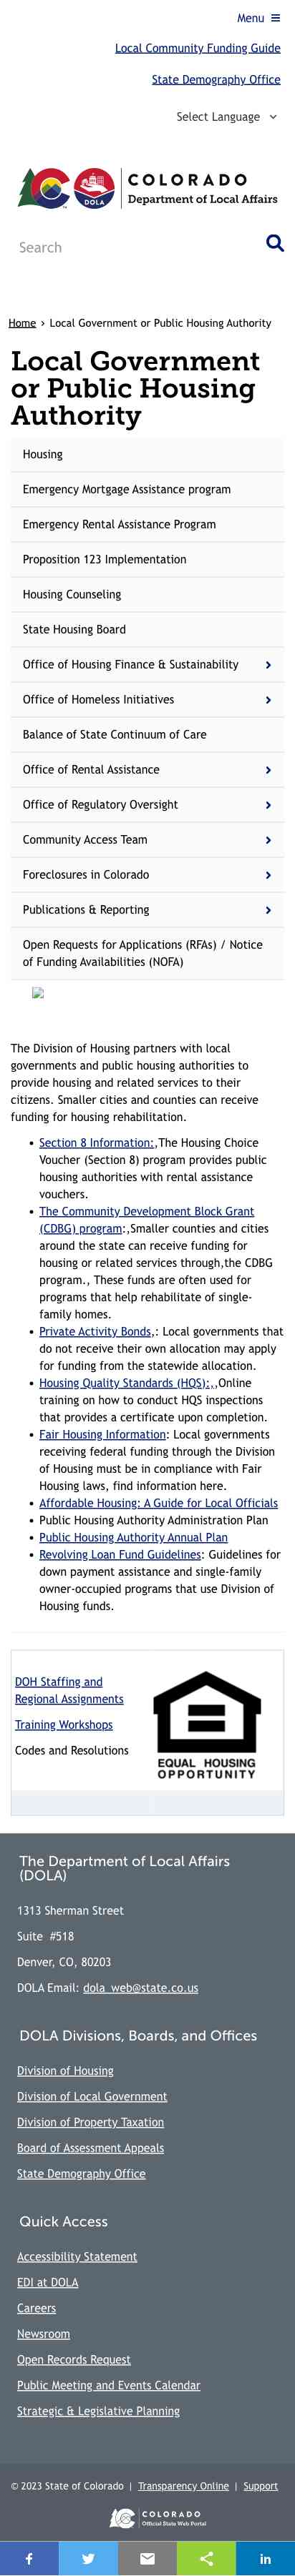 Menu
Local Community Funding Guide
State Demography Office
Select Language
COLORADO
Department of Local Affairs
DOLA
Search
Home › Local Government or Public Housing Authority
Local Government
or Public Housing
Authority
Housing
Emergency Mortgage Assistance program
Emergency Rental Assistance Program
Proposition 123 Implementation
Housing Counseling
State Housing Board
Office of Housing Finance & Sustainability
Office of Homeless Initiatives
Balance of State Continuum of Care
Office of Rental Assistance
Office of Regulatory Oversight
Community Access Team
Foreclosures in Colorado
Publications & Reporting
Open Requests for Applications (RFAs) / Notice
of Funding Availabilities (NOFA)
The Division of Housing partners with local
governments and public housing authorities to
provide housing and related services to their
citizens. Smaller cities and counties can receive
funding for housing rehabilitation.
• Section 8 Information:,The Housing Choice
Voucher (Section 8) program provides public
housing authorities with rental assistance
vouchers.
• The Community Development Block Grant
(CDBG) program:,Smaller counties and cities
around the state can receive funding for
housing or related services through,the CDBG
program., These funds are often used for
programs that help rehabilitate of single-
family homes.
• Private Activity Bonds,: Local governments that
do not receive their own allocation may apply
for funding from the statewide allocation.
• Housing Quality Standards (HQS):,,Online
training on how to conduct HQS inspections
that provides a certificate upon completion.
• Fair Housing Information: Local governments
receiving federal funding through the Division
of Housing must be in compliance with Fair
Housing laws, find information here.
• Affordable Housing: A Guide for Local Officials
• Public Housing Authority Administration Plan
• Public Housing Authority Annual Plan
• Revolving Loan Fund Guidelines: Guidelines for
down payment assistance and single-family
owner-occupied programs that use Division of
Housing funds.
DOH Staffing and
Regional Assignments
Training Workshops
Codes and Resolutions
EQUAL HOUSING
OPPORTUNITY
The Department of Local Affairs
(DOLA)
1313 Sherman Street
Suite #518
Denver, CO, 80203
DOLA Email: dola_web@state.co.us
DOLA Divisions, Boards, and Offices
Division of Housing
Division of Local Government
Division of Property Taxation
Board of Assessment Appeals
State Demography Office
Quick Access
Accessibility Statement
EDI at DOLA
Careers
Newsroom
Open Records Request
Public Meeting and Events Calendar
Strategic & Legislative Planning
© 2023 State of Colorado | Transparency Online | Support
COLORADO
Official State Web Portal